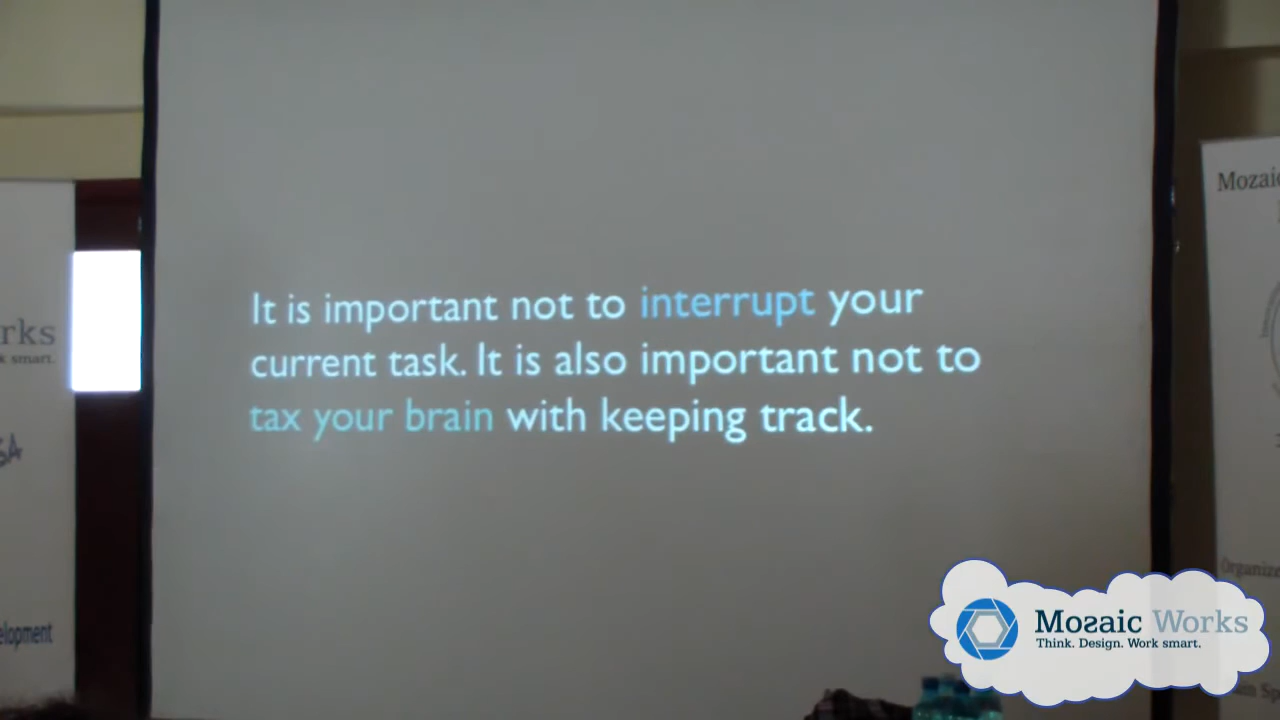 It is important not to interrupt your
current task. It is also important not to
tax your brain with keeping track.
rks
k smart.
elopment
Mozaic
Organize
Mozaic Works
Think. Design. Work smart.